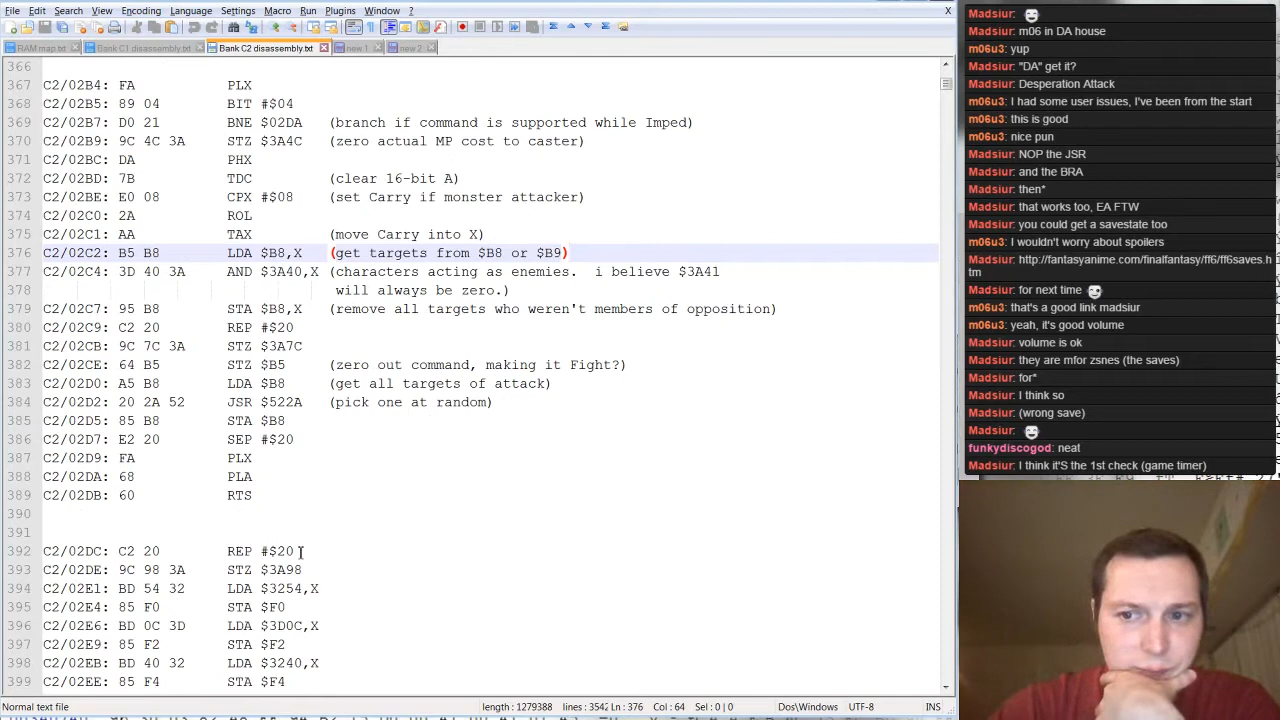 File Edit Search View Encoding Language Settings Macro Run Plugins Window ? X
RAM map.txt Bank C1 disassembly.txt Bank C2 disassembly.txt new 1 new 2
366
367 C2/02B4: FA PLX
368 C2/02B5: 89 04 BIT #$04
369 C2/02B7: D0 21 BNE $02DA (branch if command is supported while Imped)
370 C2/02B9: 9C 4C 3A STZ $3A4C (zero actual MP cost to caster)
371 C2/02BC: DA PHX
372 C2/02BD: 7B TDC (clear 16-bit A)
373 C2/02BE: E0 08 CPX #$08 (set Carry if monster attacker)
374 C2/02C0: 2A ROL
375 C2/02C1: AA TAX (move Carry into X)
376 C2/02C2: B5 B8 LDA $B8,X (get targets from $B8 or $B9)
377 C2/02C4: 3D 40 3A AND $3A40,X (characters acting as enemies. i believe $3A41
378 will always be zero.)
379 C2/02C7: 95 B8 STA $B8,X (remove all targets who weren't members of opposition)
380 C2/02C9: C2 20 REP #$20
381 C2/02CB: 9C 7C 3A STZ $3A7C
382 C2/02CE: 64 B5 STZ $B5 (zero out command, making it Fight?)
383 C2/02D0: A5 B8 LDA $B8 (get all targets of attack)
384 C2/02D2: 20 2A 52 JSR $522A (pick one at random)
385 C2/02D5: 85 B8 STA $B8
386 C2/02D7: E2 20 SEP #$20
387 C2/02D9: FA PLX
388 C2/02DA: 68 PLA
389 C2/02DB: 60 RTS
390
391
392 C2/02DC: C2 20 REP #$20
393 C2/02DE: 9C 98 3A STZ $3A98
394 C2/02E1: BD 54 32 LDA $3254,X
395 C2/02E4: 85 F0 STA $F0
396 C2/02E6: BD 0C 3D LDA $3D0C,X
397 C2/02E9: 85 F2 STA $F2
398 C2/02EB: BD 40 32 LDA $3240,X
399 C2/02EE: 85 F4 STA $F4
Normal text file length : 1279388 Ln : 376 Col : 64 Sel : 0 | 0 Dos\Windows UTF-8 INS
Madsiur:
Madsiur: m06 in DA house
m06u3: yup
Madsiur: "DA" get it?
Madsiur: Desperation Attack
m06u3: I had some user issues, I've been from the start
m06u3: this is good
m06u3: nice pun
Madsiur: NOP the JSR
Madsiur: and the BRA
Madsiur: then*
Madsiur: that works too, EA FTW
Madsiur: you could get a savestate too
m06u3: I wouldn't worry about spoilers
Madsiur: http://fantasyanime.com/finalfantasy/ff6/ff6saves.h
tm
Madsiur: for next time
m06u3: that's a good link madsiur
m06u3: yeah, it's good volume
Madsiur: volume is ok
Madsiur: they are mfor zsnes (the saves)
Madsiur: for*
Madsiur: I think so
Madsiur: (wrong save)
Madsiur:
funkydiscogod: neat
Madsiur: I think it'S the 1st check (game timer)